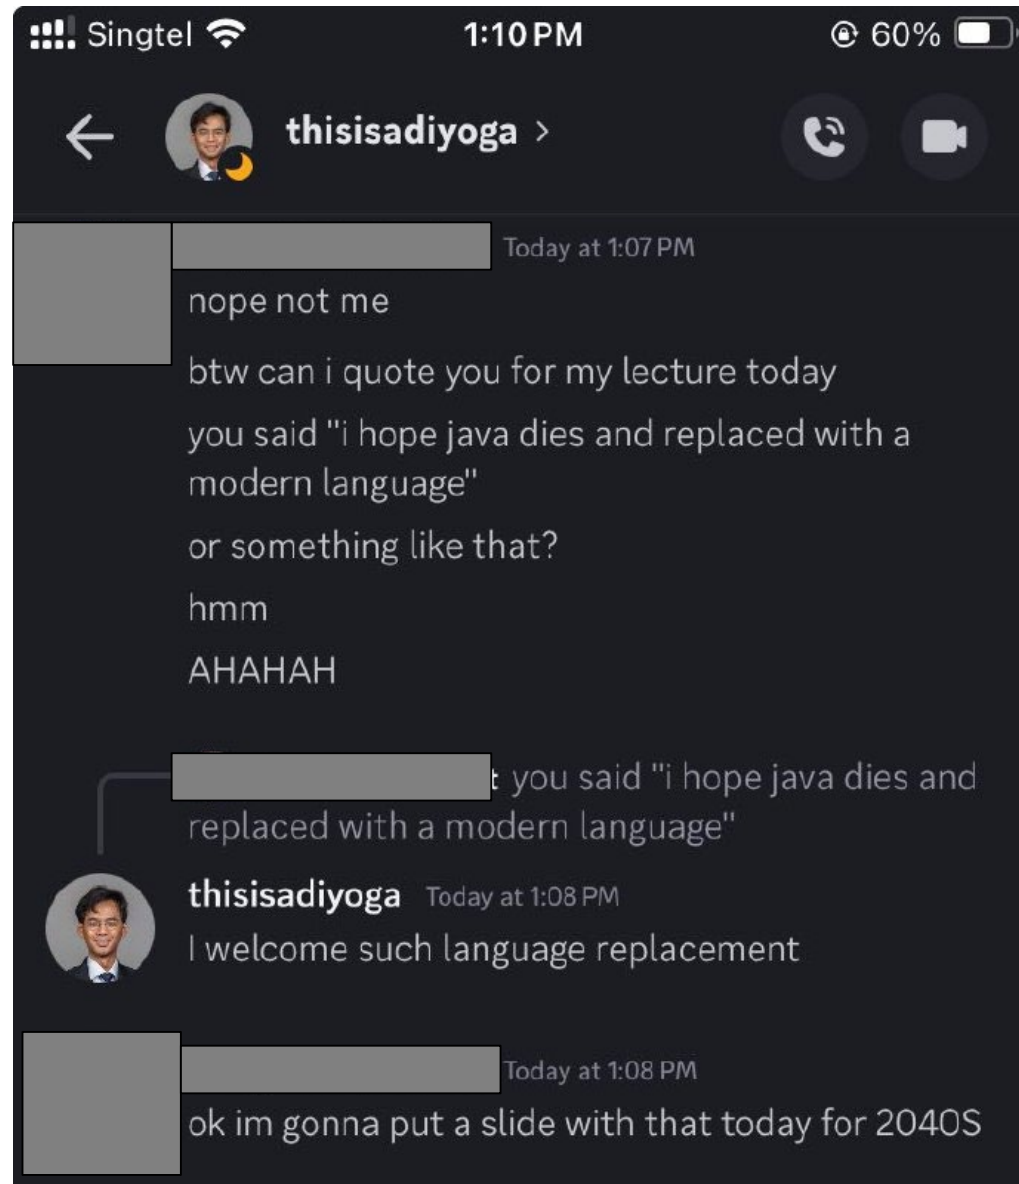 Singtel 1:10 PM 60%
thisisadiyoga >
Today at 1:07 PM
nope not me
btw can i quote you for my lecture today
you said "i hope java dies and replaced with a
modern language"
or something like that?
hmm
AHAHAH
you said "i hope java dies and
replaced with a modern language"
thisisadiyoga Today at 1:08 PM
I welcome such language replacement
Today at 1:08 PM
ok im gonna put a slide with that today for 2040S